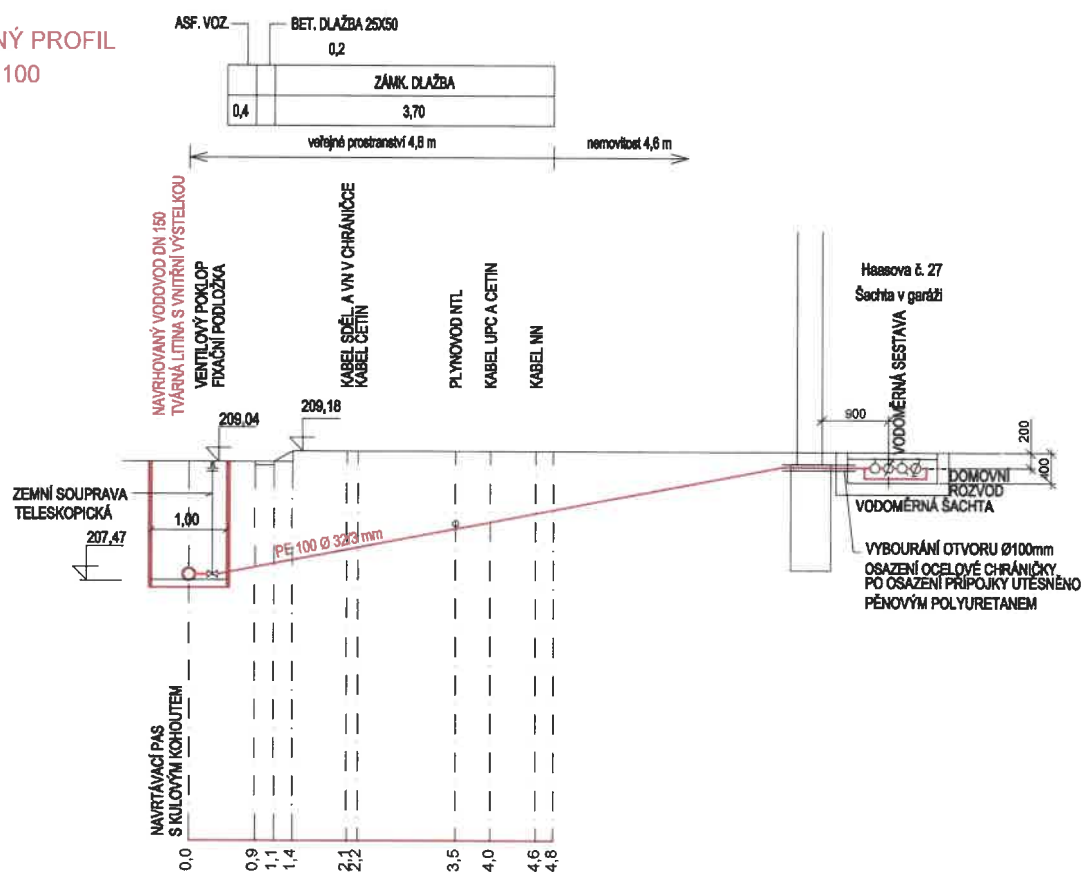 NÝ PROFIL
100
ASF. VOZ.
BET. DLAŽBA 25X50
0,2
ZÁMK. DLAŽBA
0,4
3,70
veřejné prostranství 4,8 m
nemovitost 4,6 m
NAVRHOVANÝ VODOVOD DN 150
TVÁRNÁ LITINA S VNITŘNÍ VÝSTELKOU
VENTILOVÝ POKLOP
FIXAČNÍ PODLOŽKA
KABEL SDĚL. A VN V CHRÁNIČCE
KABEL CETIN
PLYNOVOD NTL
KABEL UPC A CETIN
KABEL NN
Haasova č. 27
Šachta v garáži
VODOMĚRNÁ SESTAVA
209,04
209,18
900
200
400
ZEMNÍ SOUPRAVA
TELESKOPICKÁ
1,00
207,47
PE 100 Ø 32/3 mm
DOMOVNÍ
ROZVOD
VODOMĚRNÁ ŠACHTA
VYBOURÁNÍ OTVORU Ø100mm
OSAZENÍ OCELOVÉ CHRÁNIČKY,
PO OSAZENÍ PŘÍPOJKY UTĚSNĚNO
PĚNOVÝM POLYURETANEM
NAVRTÁVACÍ PAS
S KULOVÝM KOHOUTEM
0,0
0,9
1,1
1,4
2,1
2,2
3,5
4,0
4,6
4,8